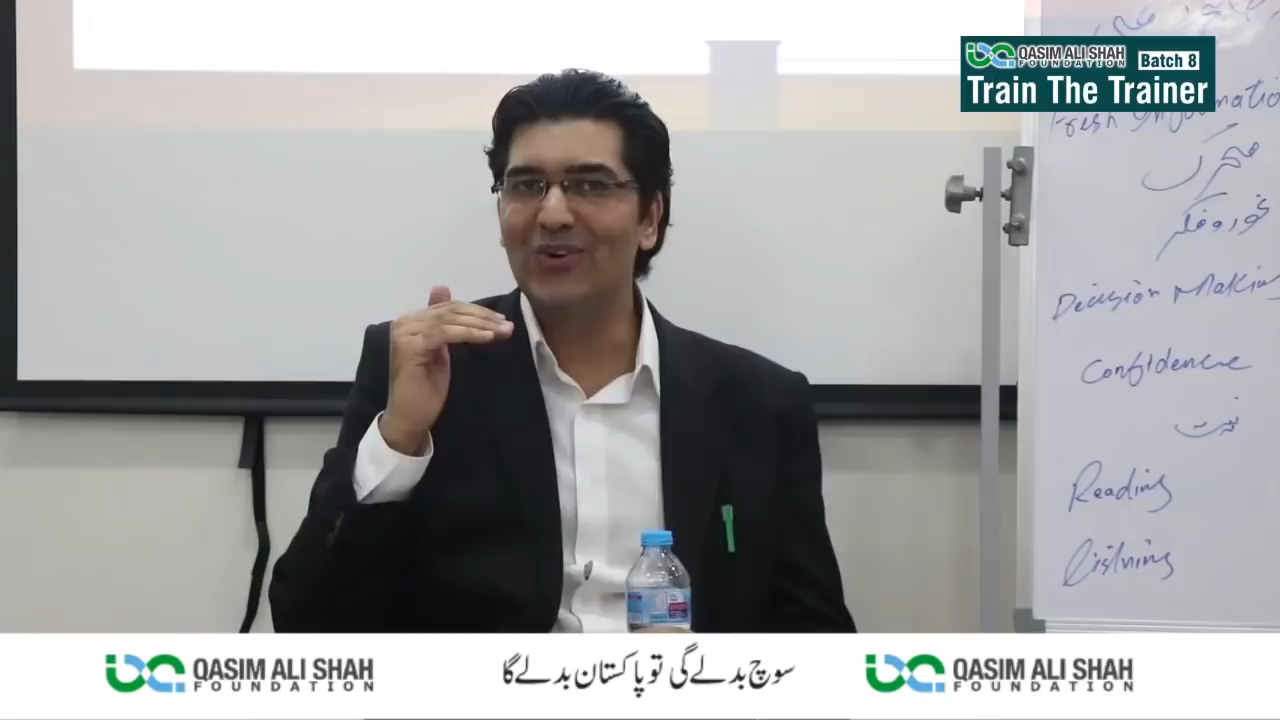 QASIM ALI SHAH
FOUNDATION
Batch 8
Train The Trainer
Fresh Information
غور و فکر
Decision Making
Confidence
Reading
Listning
QASIM ALI SHAH
FOUNDATION
سوچ بدلے گی تو پاکستان بدلے گا
QASIM ALI SHAH
FOUNDATION